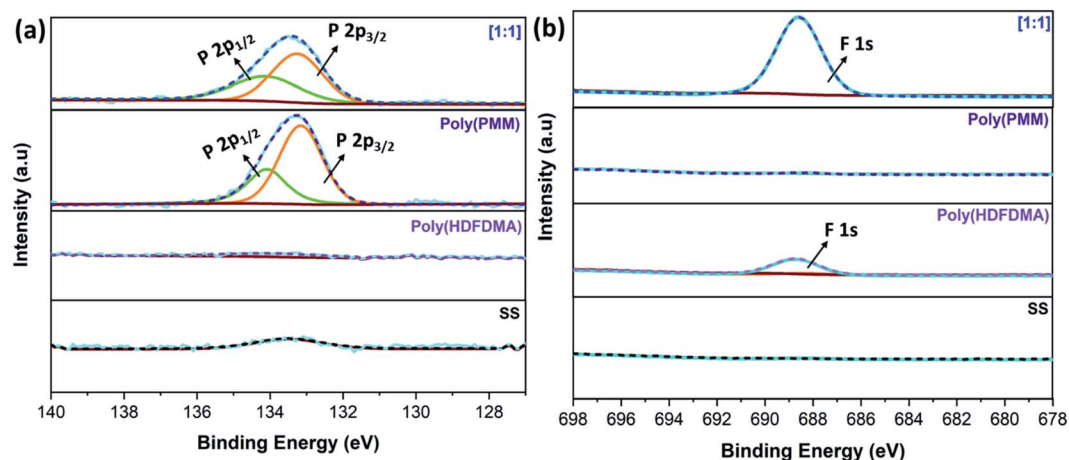 (a)
[1:1]
P 2p1/2
P 2p3/2
Poly(PMM)
P 2p1/2
P 2p3/2
Poly(HDFDMA)
SS
Intensity (a.u)
140 138 136 134 132 130 128
Binding Energy (eV)
(b)
[1:1]
F 1s
Poly(PMM)
Poly(HDFDMA)
F 1s
SS
Intensity (a.u)
698 696 694 692 690 688 686 684 682 680 678
Binding Energy (eV)